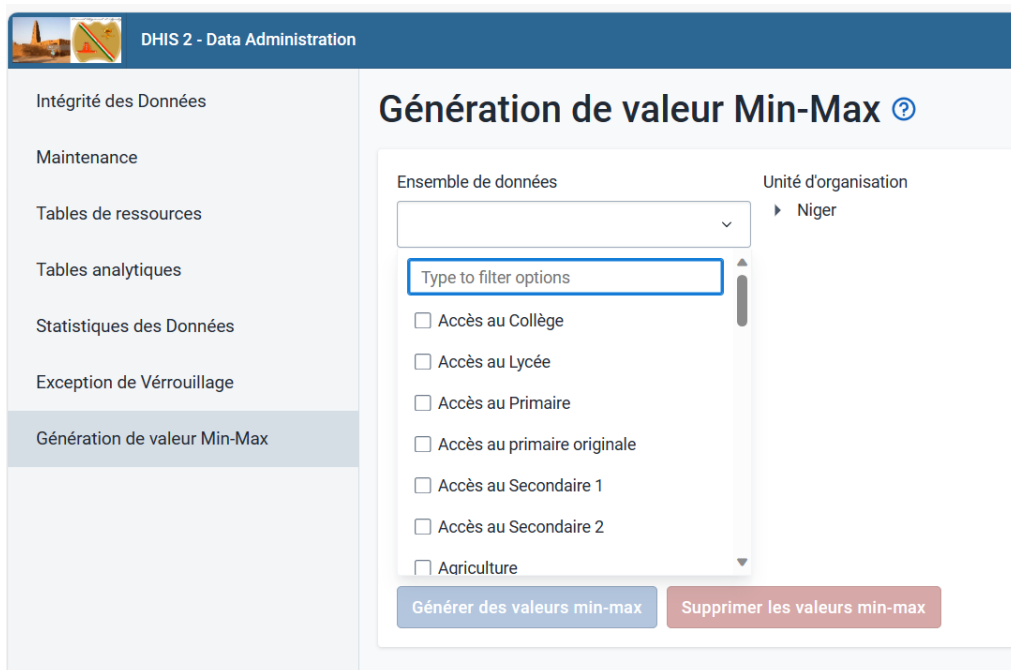 DHIS 2 - Data Administration
Intégrité des Données
Maintenance
Tables de ressources
Tables analytiques
Statistiques des Données
Exception de Vérrouillage
Génération de valeur Min-Max
Génération de valeur Min-Max ?
Ensemble de données
Unité d'organisation
Niger
Type to filter options
Accès au Collège
Accès au Lycée
Accès au Primaire
Accès au primaire originale
Accès au Secondaire 1
Accès au Secondaire 2
Agriculture
Générer des valeurs min-max
Supprimer les valeurs min-max